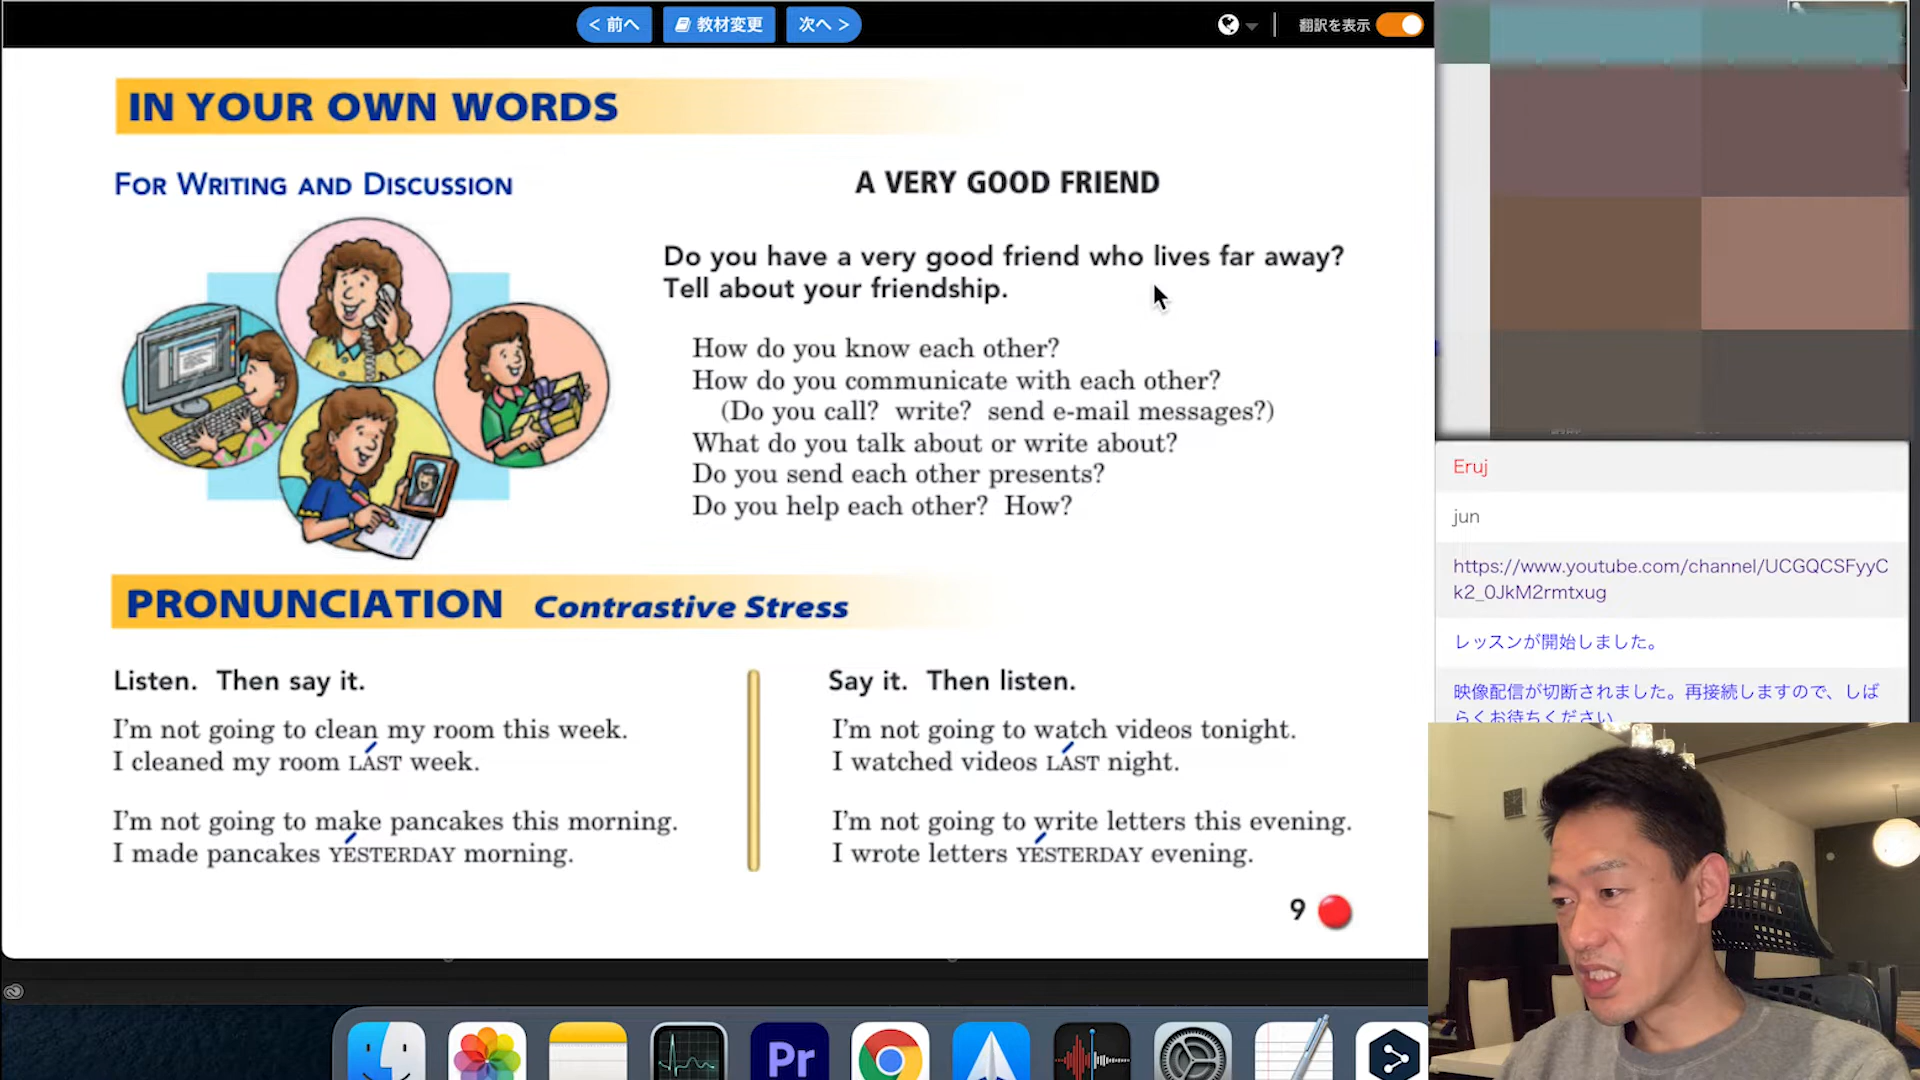 < 前へ
教材変更
次へ >
翻訳を表示
IN YOUR OWN WORDS
FOR WRITING AND DISCUSSION
A VERY GOOD FRIEND
Do you have a very good friend who lives far away?
Tell about your friendship.
How do you know each other?
How do you communicate with each other?
(Do you call? write? send e-mail messages?)
What do you talk about or write about?
Do you send each other presents?
Do you help each other? How?
PRONUNCIATION Contrastive Stress
Listen. Then say it.
I'm not going to clean my room this week.
I cleaned my room LAST week.
I'm not going to make pancakes this morning.
I made pancakes YESTERDAY morning.
Say it. Then listen.
I'm not going to watch videos tonight.
I watched videos LAST night.
I'm not going to write letters this evening.
I wrote letters YESTERDAY evening.
9
Eruj
jun
https://www.youtube.com/channel/UCGQCSFyyC
k2_0JkM2rmtxug
レッスンが開始しました。
映像配信が切断されました。再接続しますので、しば
らくお待ちください
Pr